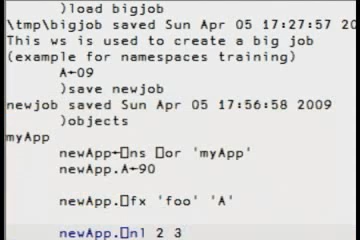 )load bigjob
\tmp\bigjob saved Sun Apr 05 17:27:57 20
This ws is used to create a big job
(example for namespaces training)
A←09
)save newjob
newjob saved Sun Apr 05 17:56:58 2009
)objects
myApp
newApp←⎕ns ⎕or 'myApp'
newApp.A←90
newApp.⎕fx 'foo' 'A'
newApp.⎕nl 2 3